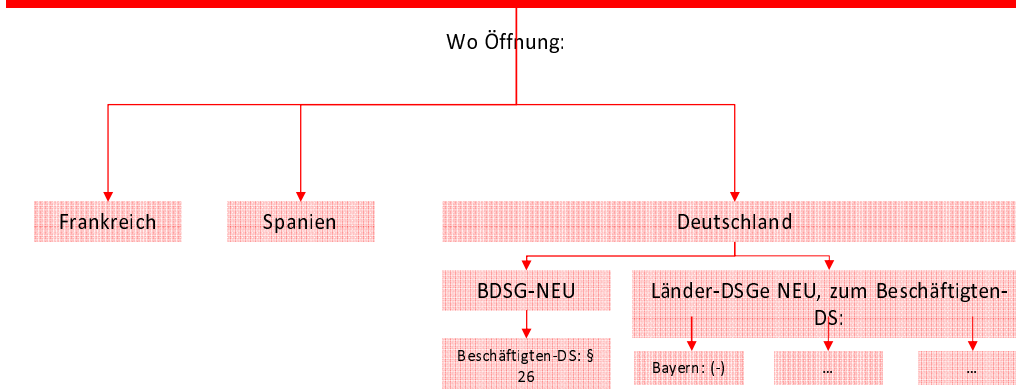 Wo Öffnung:
Frankreich
Spanien
Deutschland
BDSG-NEU
Länder-DSGe NEU, zum Beschäftigten-
DS:
Beschäftigten-DS: §
26
Bayern: (-)
...
...